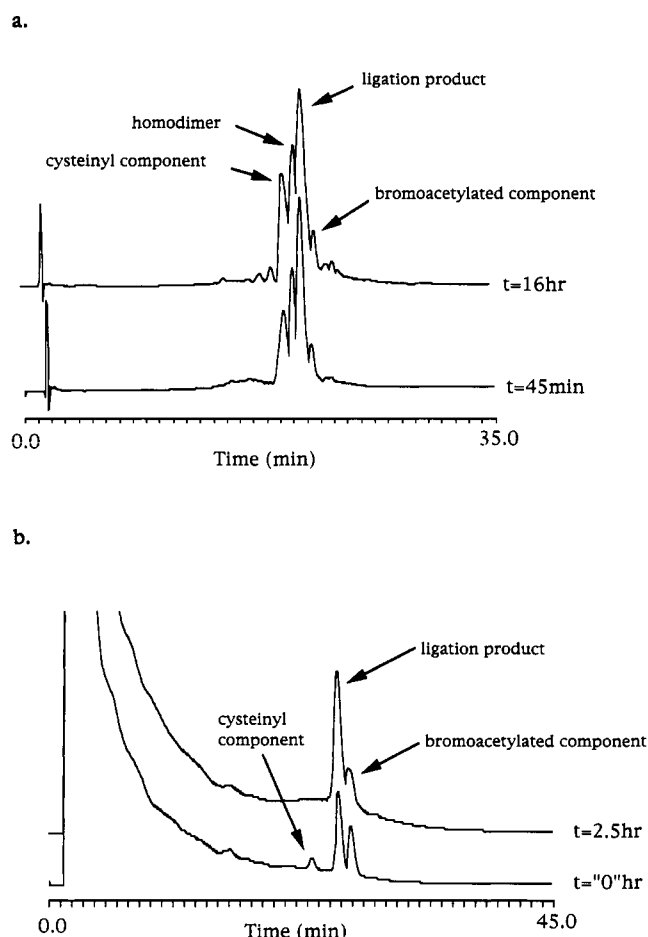 a.
ligation product
homodimer
cysteinyl component
bromoacetylated component
t=16hr
t=45min
0.0
35.0
Time (min)
b.
ligation product
cysteinyl
component
bromoacetylated component
t=2.5hr
t="0"hr
0.0
45.0
Time (min)